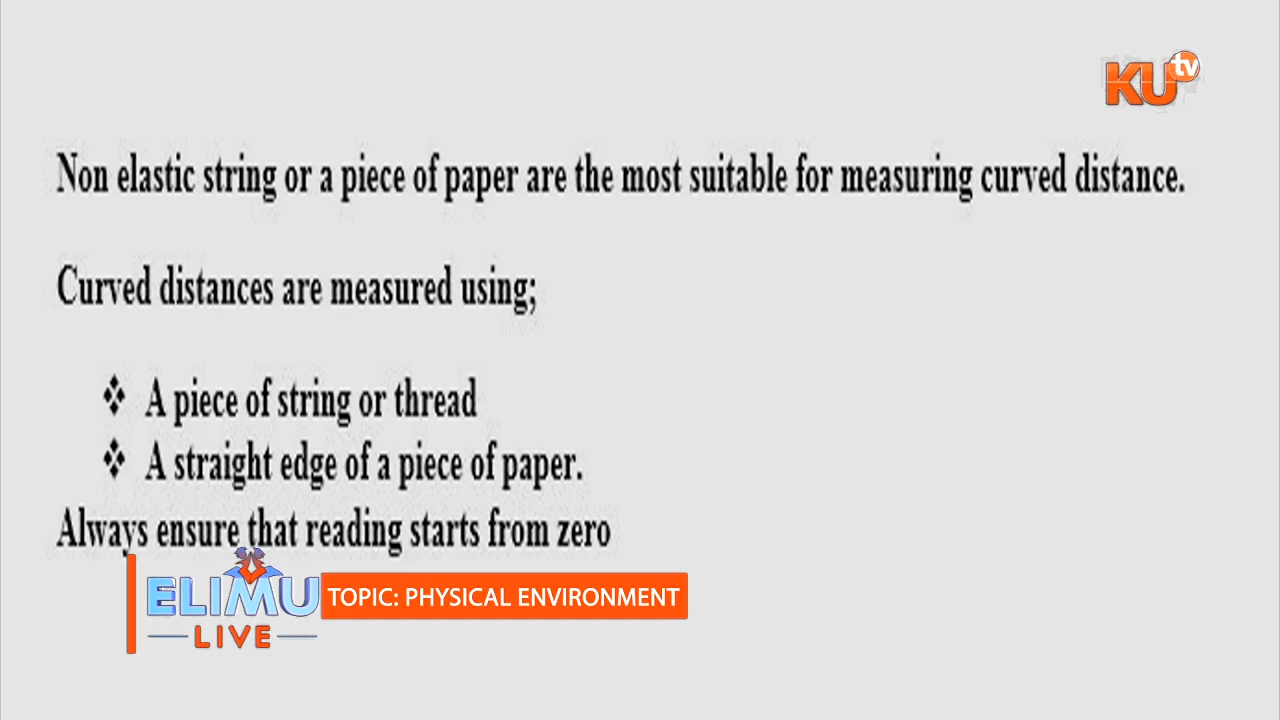 KU tv
Non elastic string or a piece of paper are the most suitable for measuring curved distance.
Curved distances are measured using;
❖ A piece of string or thread
❖ A straight edge of a piece of paper.
Always ensure that reading starts from zero
ELIMU
LIVE
TOPIC: PHYSICAL ENVIRONMENT